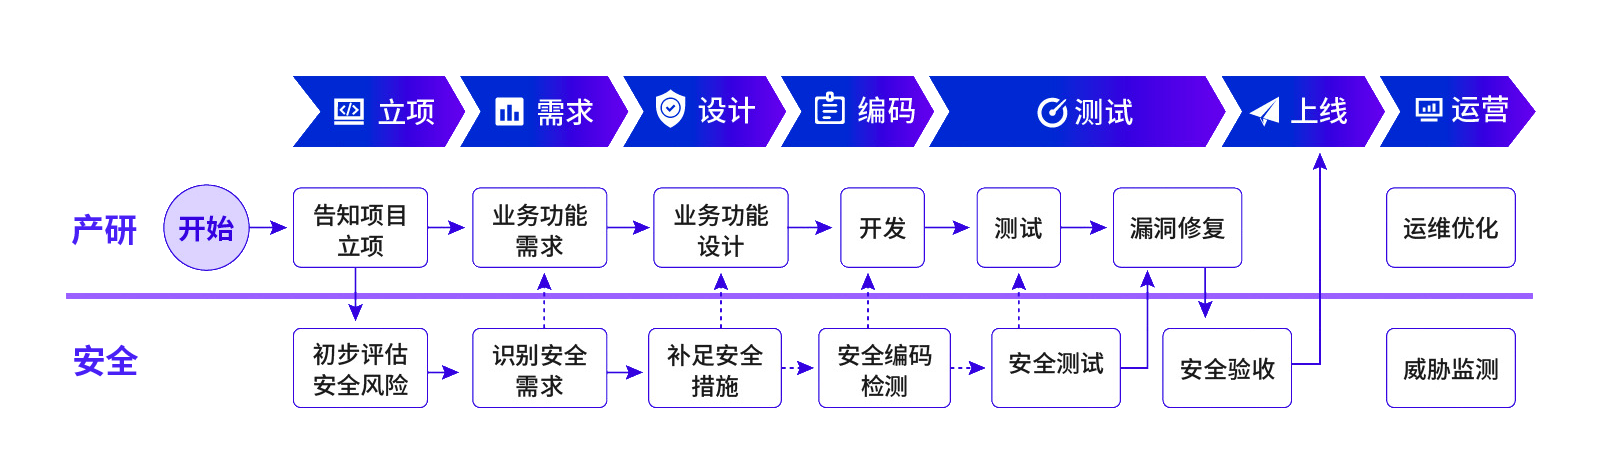 立项
需求
设计
编码
测试
上线
运营
产研
开始
告知项目
立项
业务功能
需求
业务功能
设计
开发
测试
漏洞修复
运维优化
安全
初步评估
安全风险
识别安全
需求
补足安全
措施
安全编码
检测
安全测试
安全验收
威胁监测